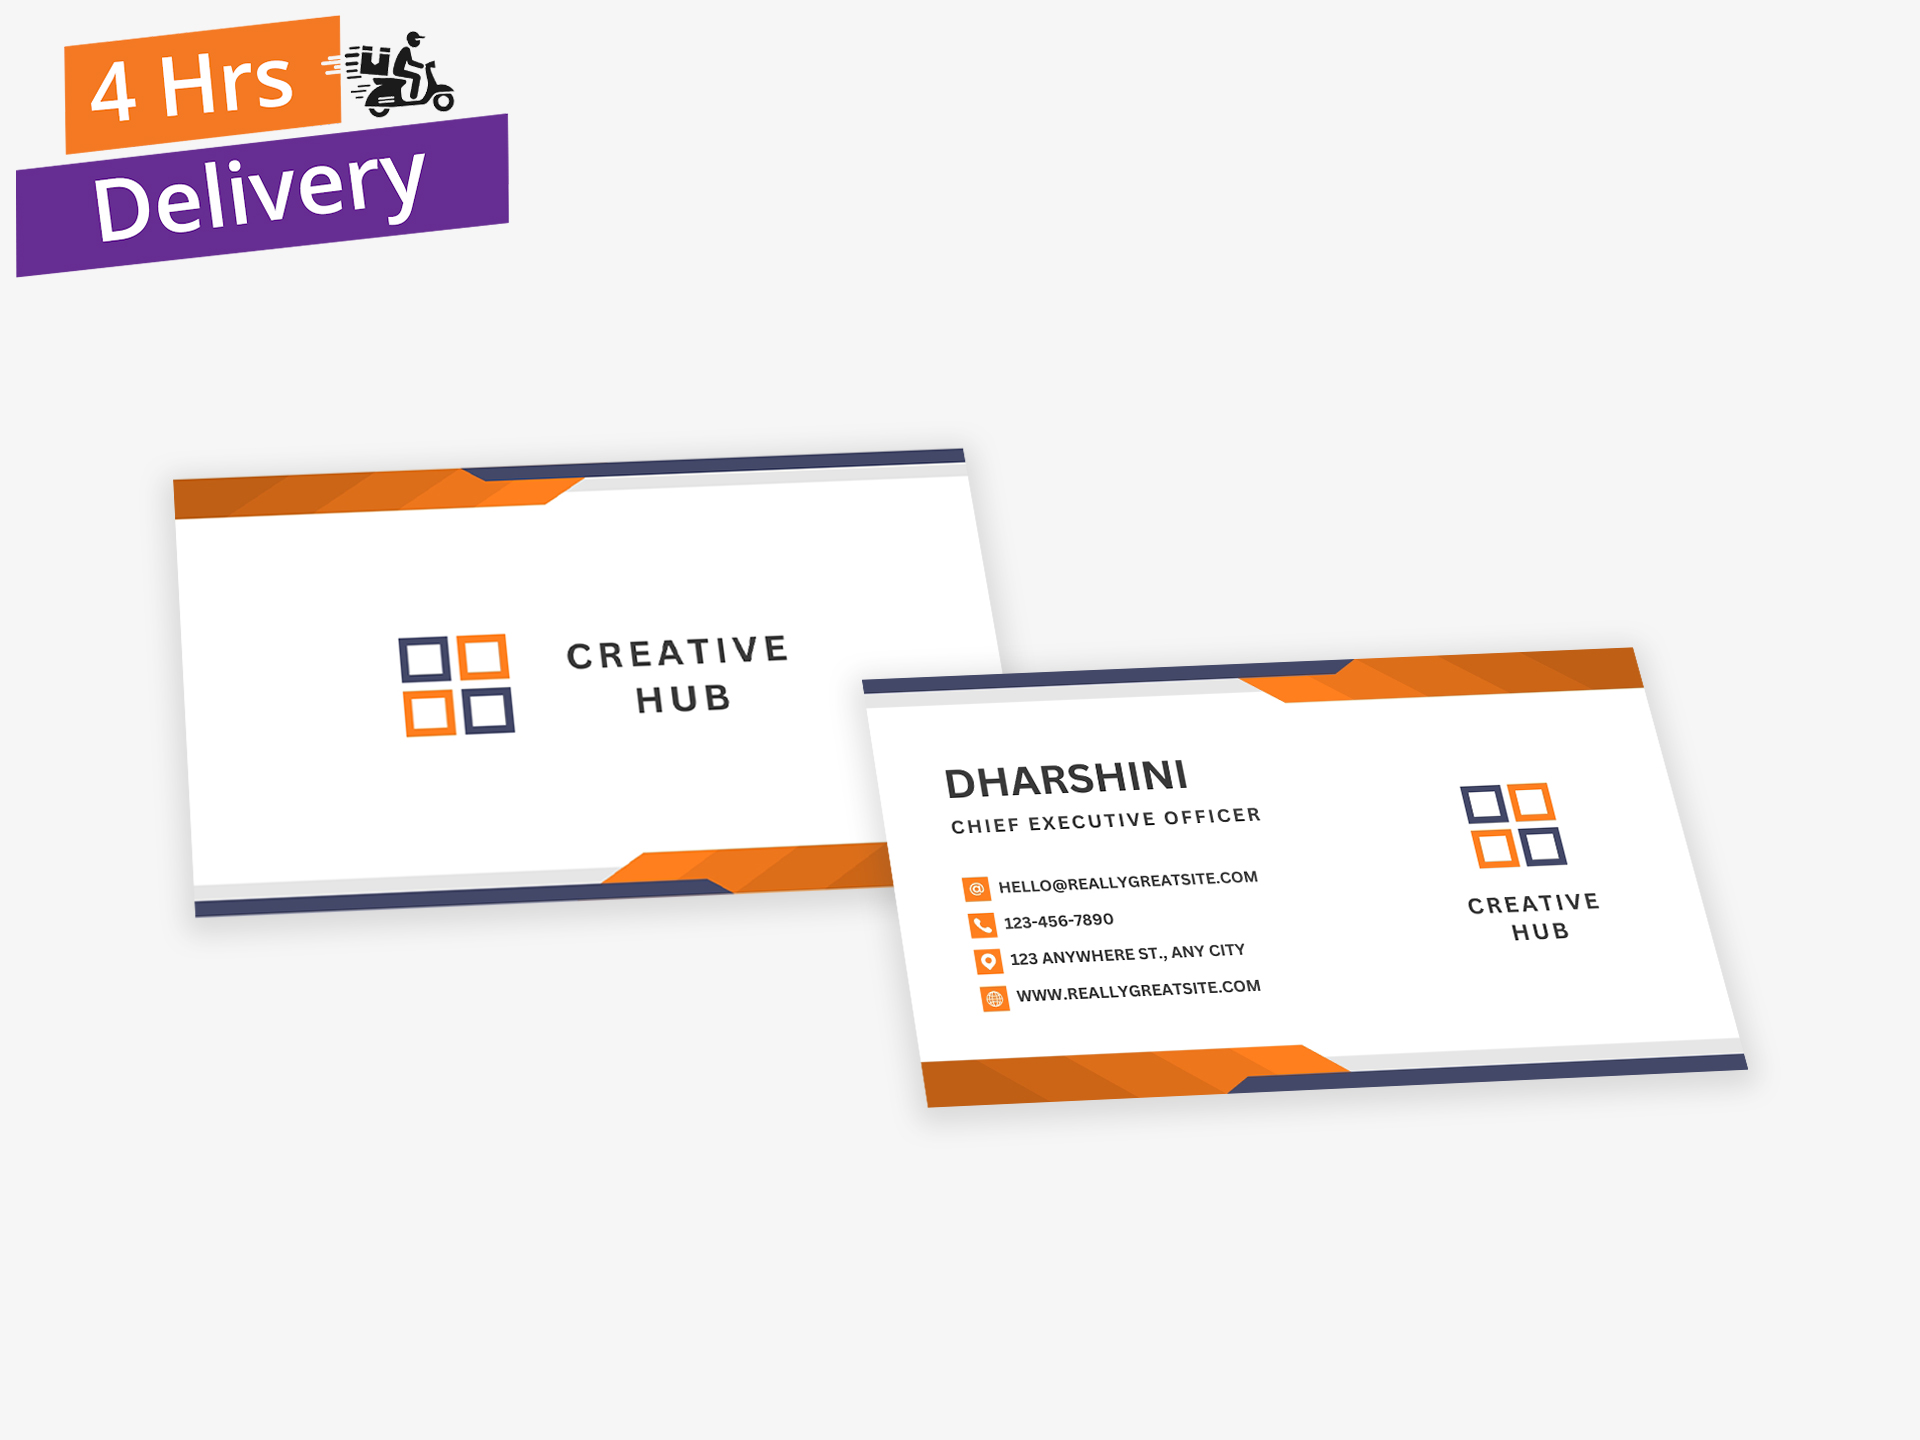 4 Hrs
Delivery
CREATIVE
HUB
DHARSHINI
CHIEF EXECUTIVE OFFICER
HELLO@REALLYGREATSITE.COM
123-456-7890
123 ANYWHERE ST., ANY CITY
WWW.REALLYGREATSITE.COM
CREATIVE
HUB